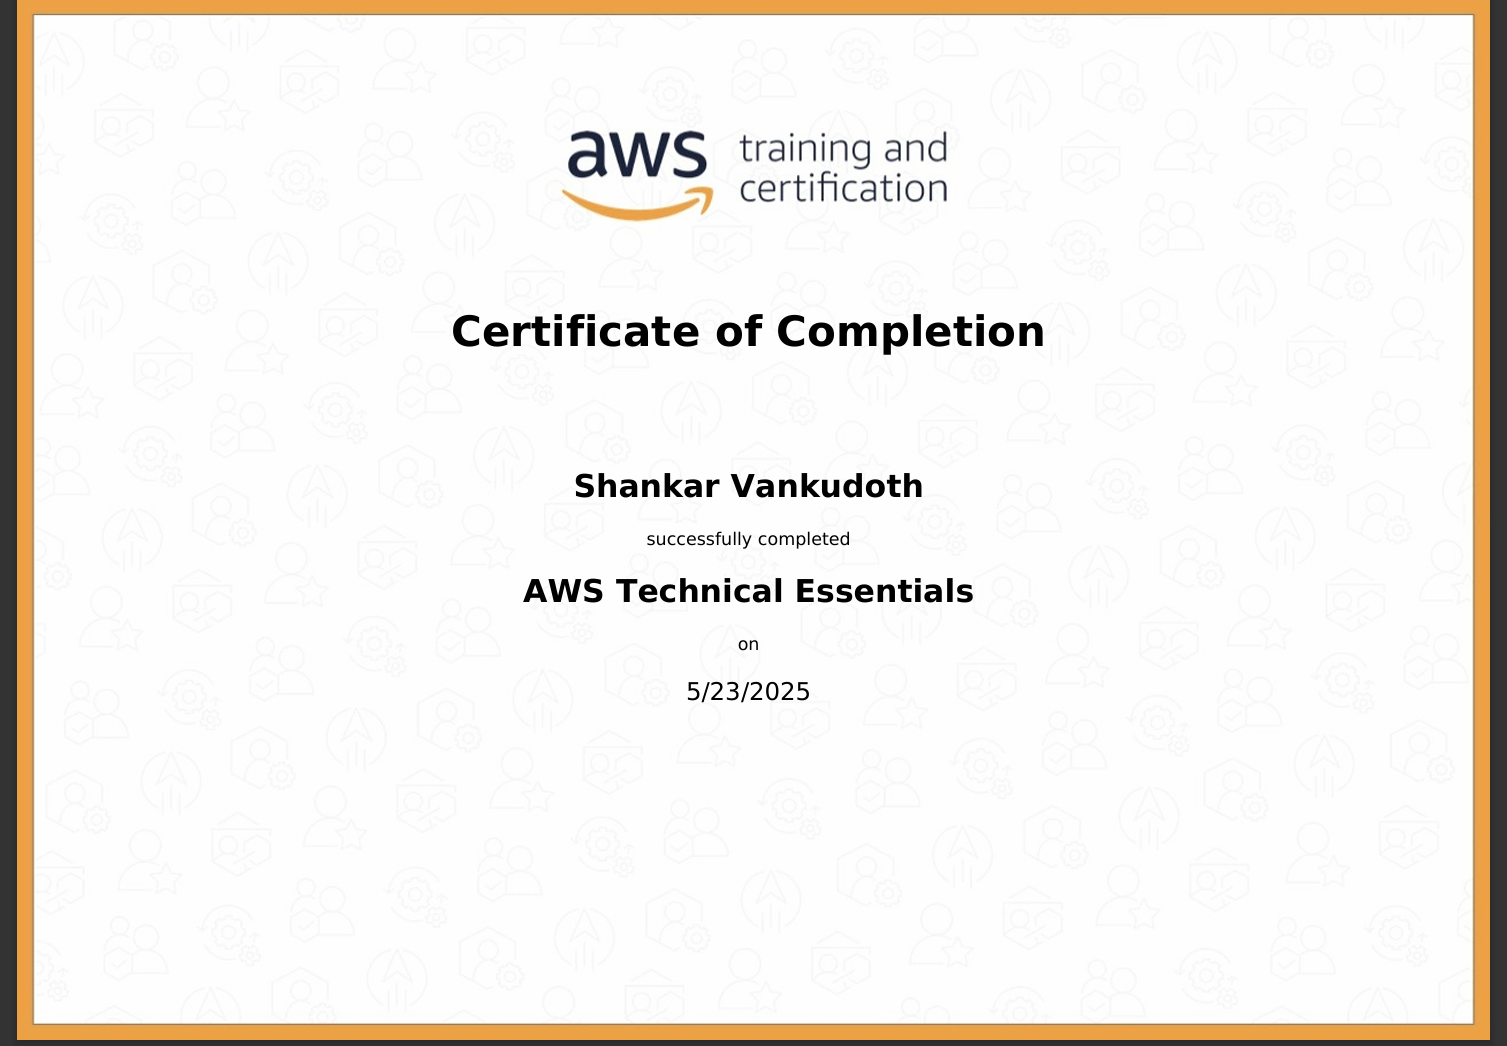 aws training and
certification
Certificate of Completion
Shankar Vankudoth
successfully completed
AWS Technical Essentials
on
5/23/2025